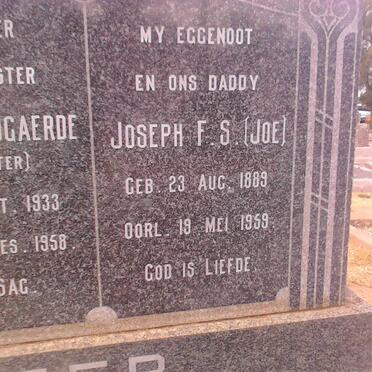 ER
STER
GAERDE
TER)
T. 1933
ES. 1958.
SAG.
MY EGGENOOT
EN ONS DADDY
JOSEPH F. S. (JOE)
GEB. 23 AUG. 1889
OORL. 19 MEI 1959.
GOD IS LIEFDE.